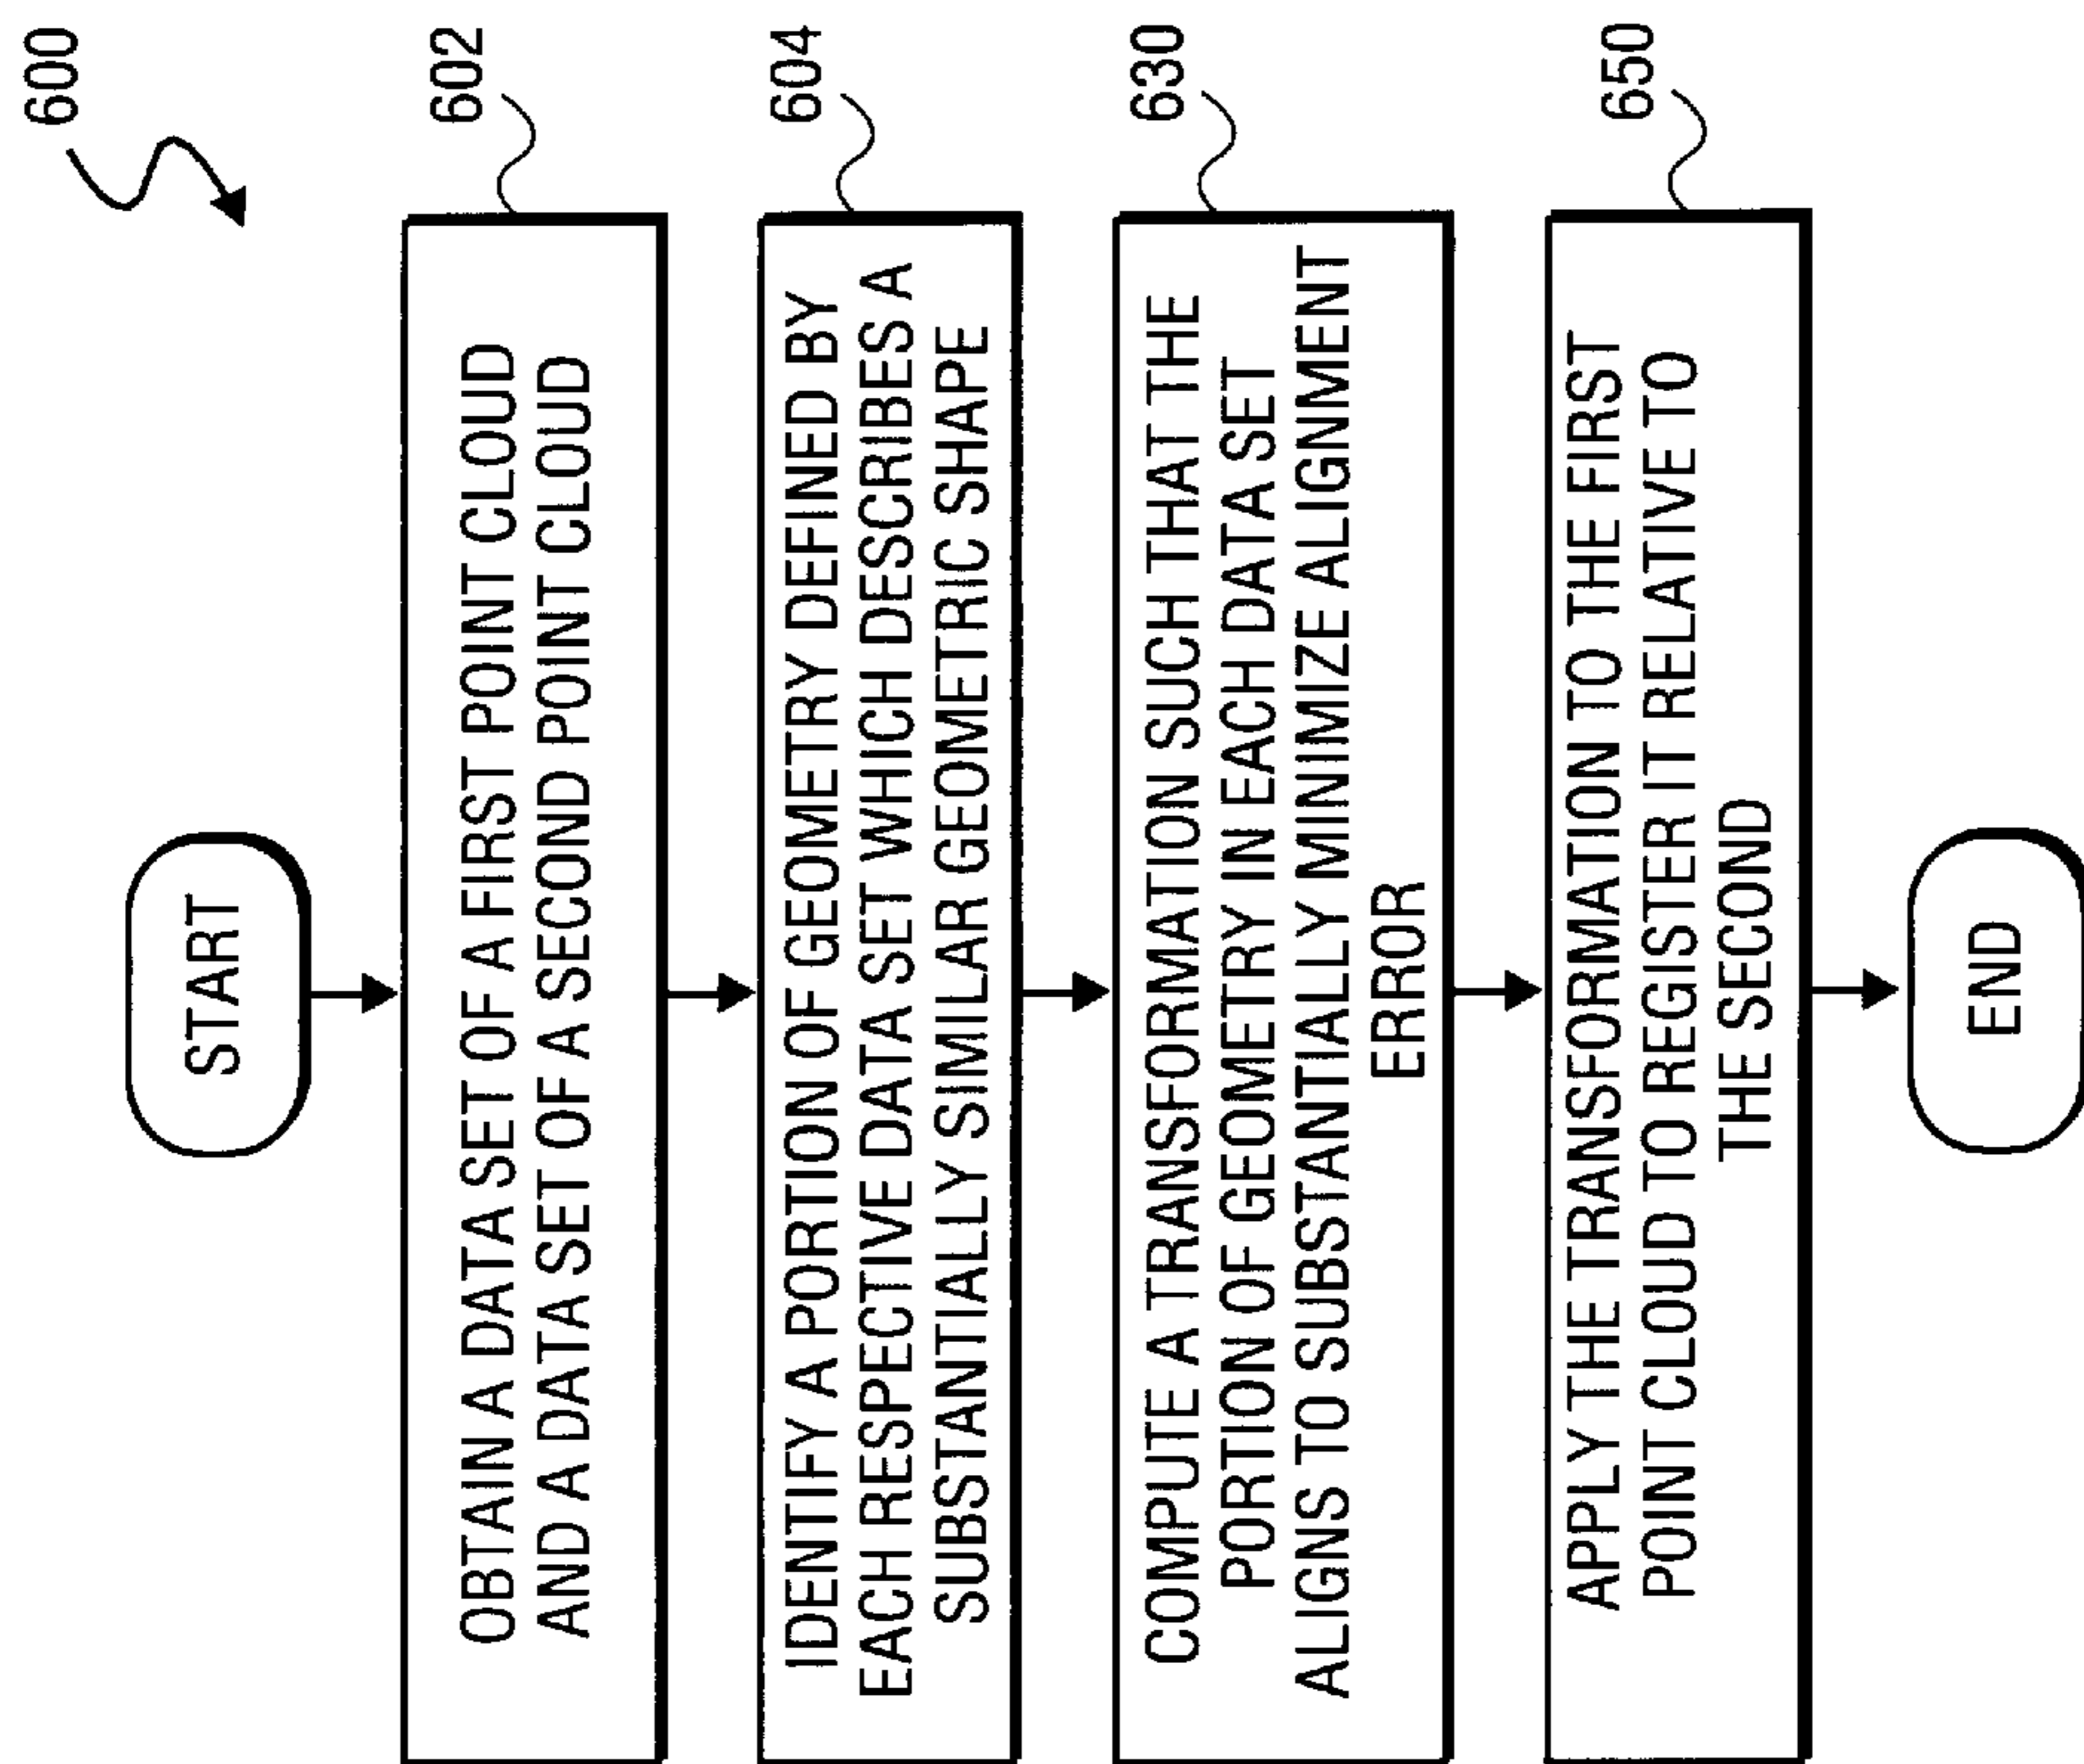 600
START
602
OBTAIN A DATA SET OF A FIRST POINT CLOUD
AND A DATA SET OF A SECOND POINT CLOUD
604
IDENTIFY A PORTION OF GEOMETRY DEFINED BY
EACH RESPECTIVE DATA SET WHICH DESCRIBES A
SUBSTANTIALLY SIMILAR GEOMETRIC SHAPE
630
COMPUTE A TRANSFORMATION SUCH THAT THE
PORTION OF GEOMETRY IN EACH DATA SET
ALIGNS TO SUBSTANTIALLY MINIMIZE ALIGNMENT
ERROR
650
APPLY THE TRANSFORMATION TO THE FIRST
POINT CLOUD TO REGISTER IT RELATIVE TO
THE SECOND
END